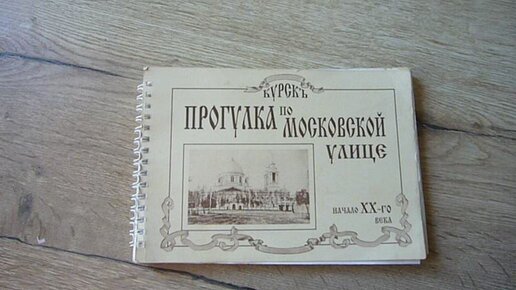 КУРСКЪ
ПРОГУЛКА ПО МОСКОВСКОЙ
УЛИЦЕ
НАЧАЛО XX-ГО
ВЕКА